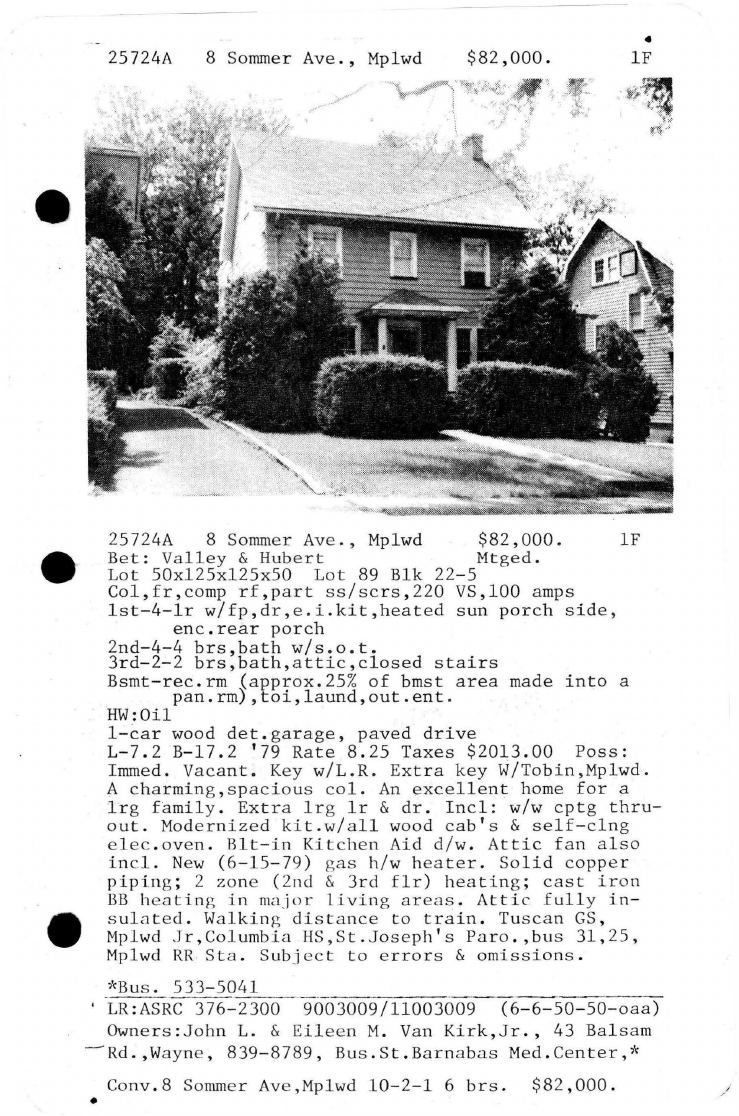 25724A 8 Sommer Ave., Mplwd $82,000. 1F
25724A 8 Sommer Ave., Mplwd $82,000. 1F
Bet: Valley & Hubert Mtged.
Lot 50x125x125x50 Lot 89 Blk 22-5
Col,fr,comp rf,part ss/scrs,220 VS,100 amps
1st-4-lr w/fp,dr,e.i.kit,heated sun porch side,
enc.rear porch
2nd-4-4 brs,bath w/s.o.t.
3rd-2-2 brs,bath,attic,closed stairs
Bsmt-rec.rm (approx.25% of bmst area made into a
pan.rm),toi,laund,out.ent.
HW:Oil
1-car wood det.garage, paved drive
L-7.2 B-17.2 '79 Rate 8.25 Taxes $2013.00 Poss:
Immed. Vacant. Key w/L.R. Extra key W/Tobin,Mplwd.
A charming,spacious col. An excellent home for a
lrg family. Extra lrg lr & dr. Incl: w/w cptg thru-
out. Modernized kit.w/all wood cab's & self-clng
elec.oven. Blt-in Kitchen Aid d/w. Attic fan also
incl. New (6-15-79) gas h/w heater. Solid copper
piping; 2 zone (2nd & 3rd flr) heating; cast iron
BB heating in major living areas. Attic fully in-
sulated. Walking distance to train. Tuscan GS,
Mplwd Jr,Columbia HS,St.Joseph's Paro.,bus 31,25,
Mplwd RR Sta. Subject to errors & omissions.
*Bus. 533-5041
LR:ASRC 376-2300 9003009/11003009 (6-6-50-50-oaa)
Owners:John L. & Eileen M. Van Kirk,Jr., 43 Balsam
Rd.,Wayne, 839-8789, Bus.St.Barnabas Med.Center,*
Conv.8 Sommer Ave,Mplwd 10-2-1 6 brs. $82,000.